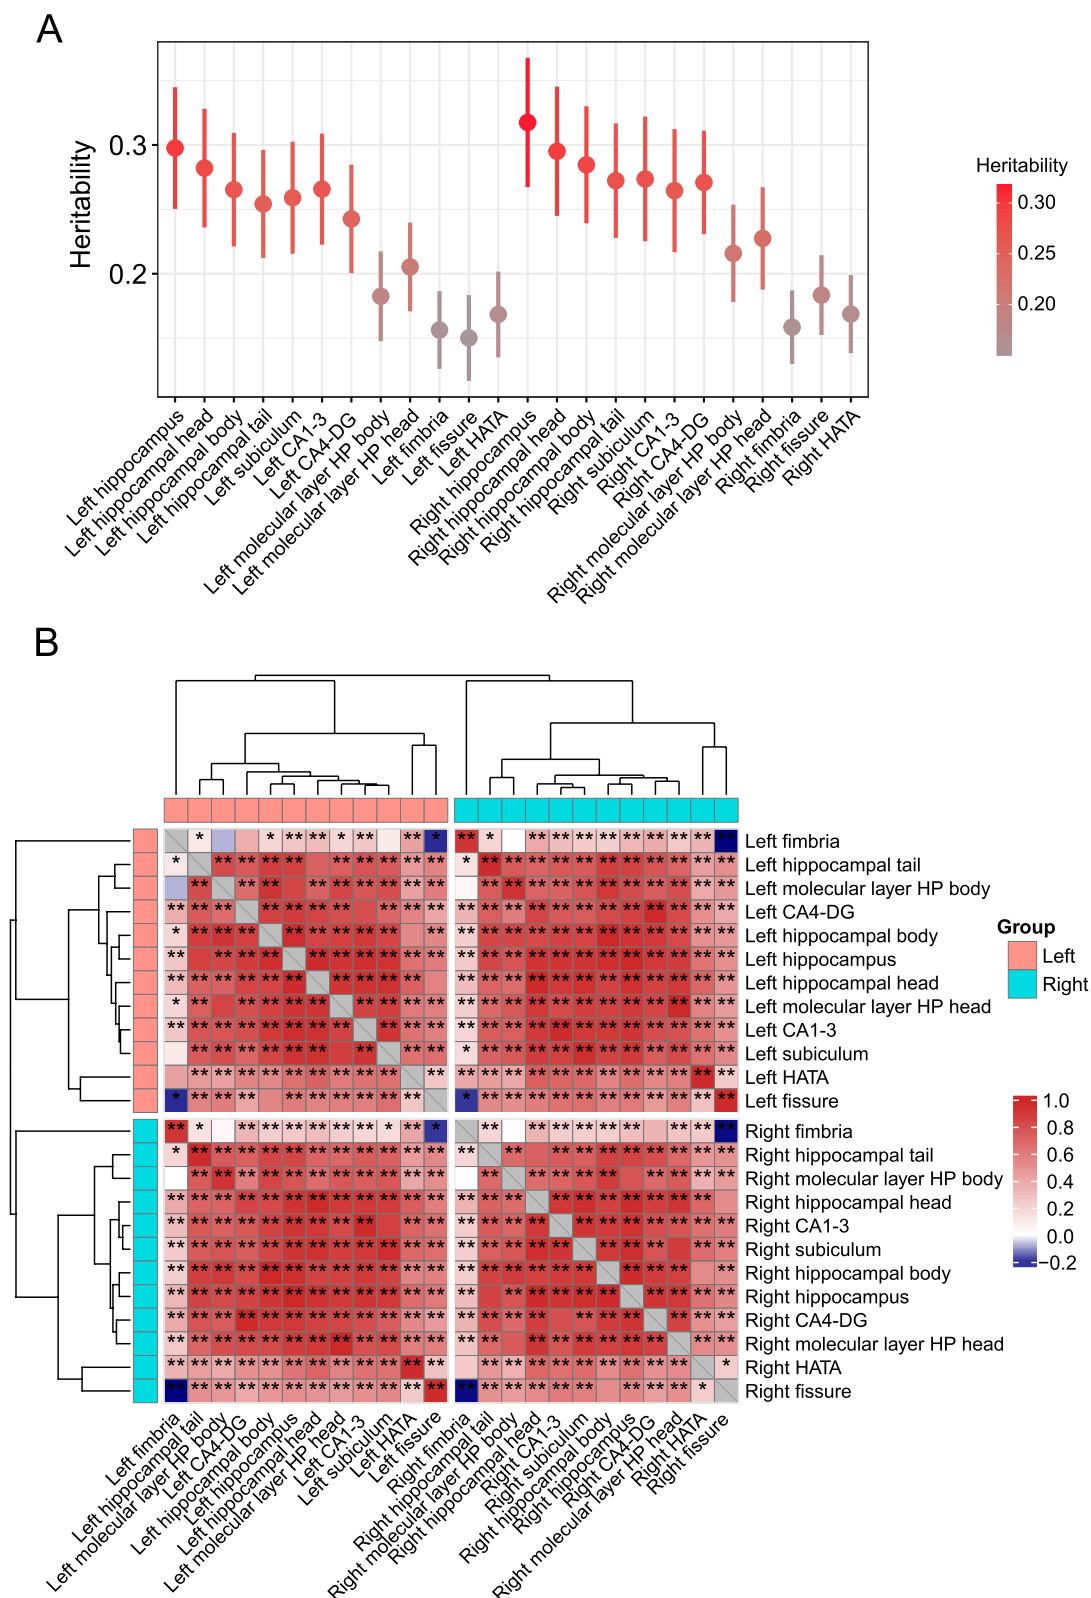 A
Heritability
0.3
0.2
Heritability
0.30
0.25
0.20
Left hippocampus
Left hippocampal head
Left hippocampal body
Left hippocampal tail
Left subiculum
Left CA1-3
Left CA4-DG
Left molecular layer HP body
Left molecular layer HP head
Left fimbria
Left fissure
Left HATA
Right hippocampus
Right hippocampal head
Right hippocampal body
Right hippocampal tail
Right subiculum
Right CA1-3
Right CA4-DG
Right molecular layer HP body
Right molecular layer HP head
Right fimbria
Right fissure
Right HATA
B
Left fimbria
Left hippocampal tail
Left molecular layer HP body
Left CA4-DG
Left hippocampal body
Left hippocampus
Left hippocampal head
Left molecular layer HP head
Left CA1-3
Left subiculum
Left HATA
Left fissure
Right fimbria
Right hippocampal tail
Right molecular layer HP body
Right hippocampal head
Right CA1-3
Right subiculum
Right hippocampal body
Right hippocampus
Right CA4-DG
Right molecular layer HP head
Right HATA
Right fissure
Group
Left
Right
1.0
0.8
0.6
0.4
0.2
0.0
−0.2
Left fimbria
Left hippocampal tail
Left molecular layer HP body
Left CA4-DG
Left hippocampal body
Left hippocampus
Left hippocampal head
Left molecular layer HP head
Left CA1-3
Left subiculum
Left HATA
Left fissure
Right fimbria
Right hippocampal tail
Right molecular layer HP body
Right hippocampal head
Right CA1-3
Right subiculum
Right hippocampal body
Right hippocampus
Right CA4-DG
Right molecular layer HP head
Right HATA
Right fissure